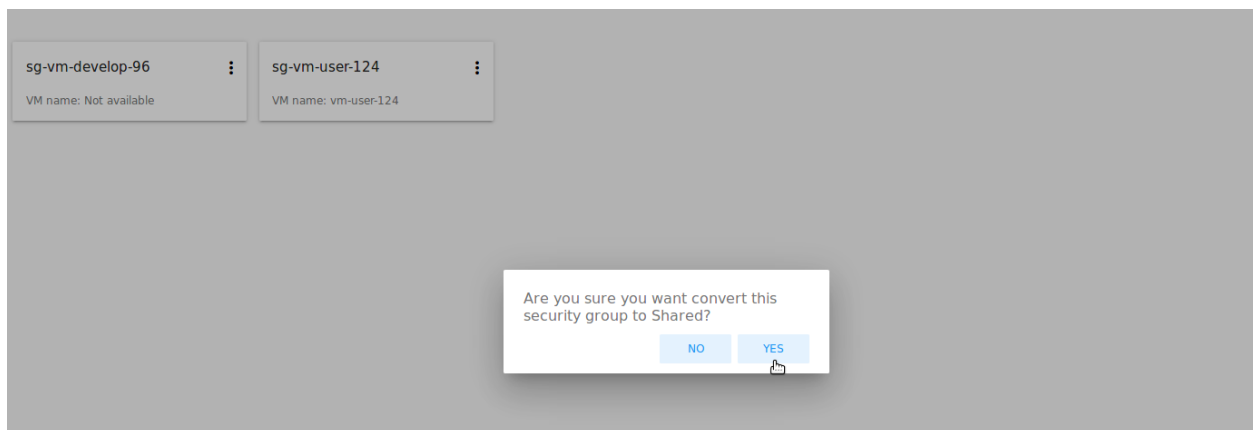 sg-vm-develop-96
VM name: Not available
sg-vm-user-124
VM name: vm-user-124
Are you sure you want convert this
security group to Shared?
NO
YES